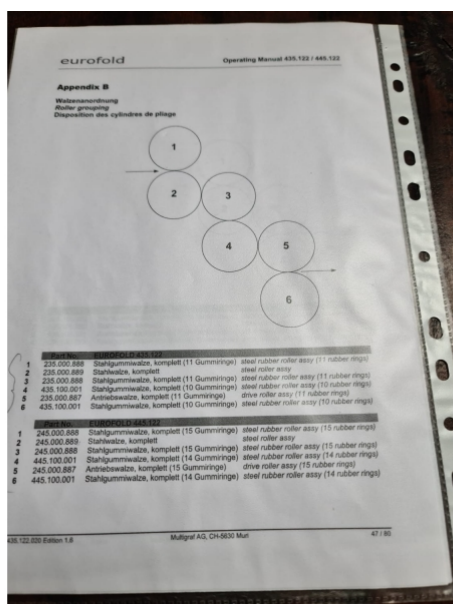 eurofold
Operating Manual 435.122 / 445.122
Appendix B
Walzenanordnung
Roller grouping
Disposition des cylindres de pliage
1
2
3
4
5
6
Part No. EUROFOLD 435.122
1 235.000.888 Stahlgummiwalze, komplett (11 Gummiringe) steel rubber roller assy (11 rubber rings)
2 235.000.889 Stahlwalze, komplett steel roller assy
3 235.000.888 Stahlgummiwalze, komplett (11 Gummiringe) steel rubber roller assy (11 rubber rings)
4 435.100.001 Stahlgummiwalze, komplett (10 Gummiringe) steel rubber roller assy (10 rubber rings)
5 235.000.887 Antriebswalze, komplett (11 Gummiringe) drive roller assy (11 rubber rings)
6 435.100.001 Stahlgummiwalze, komplett (10 Gummiringe) steel rubber roller assy (10 rubber rings)
Part No. EUROFOLD 445.122
1 245.000.888 Stahlgummiwalze, komplett (15 Gummiringe) steel rubber roller assy (15 rubber rings)
2 245.000.889 Stahlwalze, komplett steel roller assy
3 245.000.888 Stahlgummiwalze, komplett (15 Gummiringe) steel rubber roller assy (15 rubber rings)
4 445.100.001 Stahlgummiwalze, komplett (14 Gummiringe) steel rubber roller assy (14 rubber rings)
5 245.000.887 Antriebswalze, komplett (15 Gummiringe) drive roller assy (15 rubber rings)
6 445.100.001 Stahlgummiwalze, komplett (14 Gummiringe) steel rubber roller assy (14 rubber rings)
435.122.020 Edition 1.6 Multigraf AG, CH-5630 Muri 47 / 80